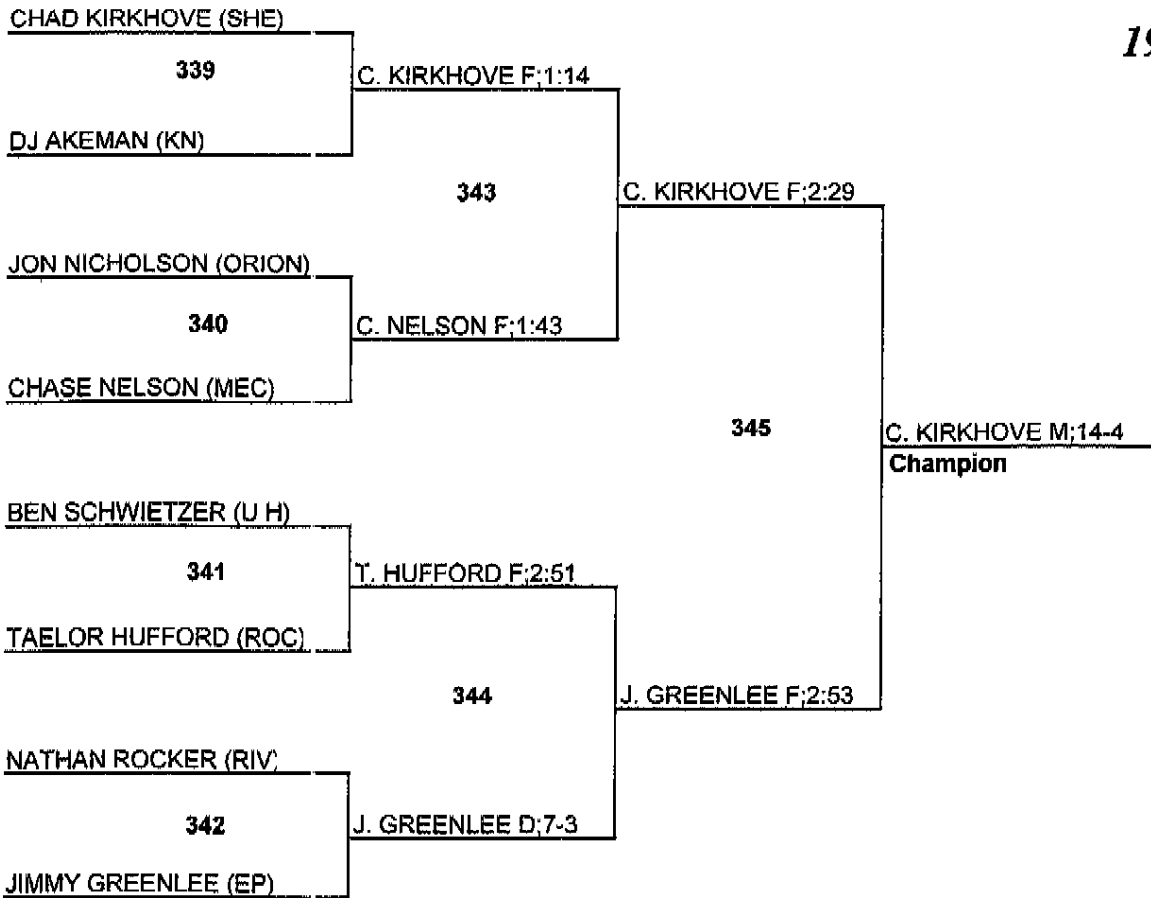 CHAD KIRKHOVE (SHE)
19
339
C. KIRKHOVE F;1:14
DJ AKEMAN (KN)
343
C. KIRKHOVE F;2:29
JON NICHOLSON (ORION)
340
C. NELSON F;1:43
CHASE NELSON (MEC)
345
C. KIRKHOVE M;14-4
Champion
BEN SCHWIETZER (U H)
341
T. HUFFORD F;2:51
TAELOR HUFFORD (ROC)
344
J. GREENLEE F;2:53
NATHAN ROCKER (RIV)
342
J. GREENLEE D;7-3
JIMMY GREENLEE (EP)